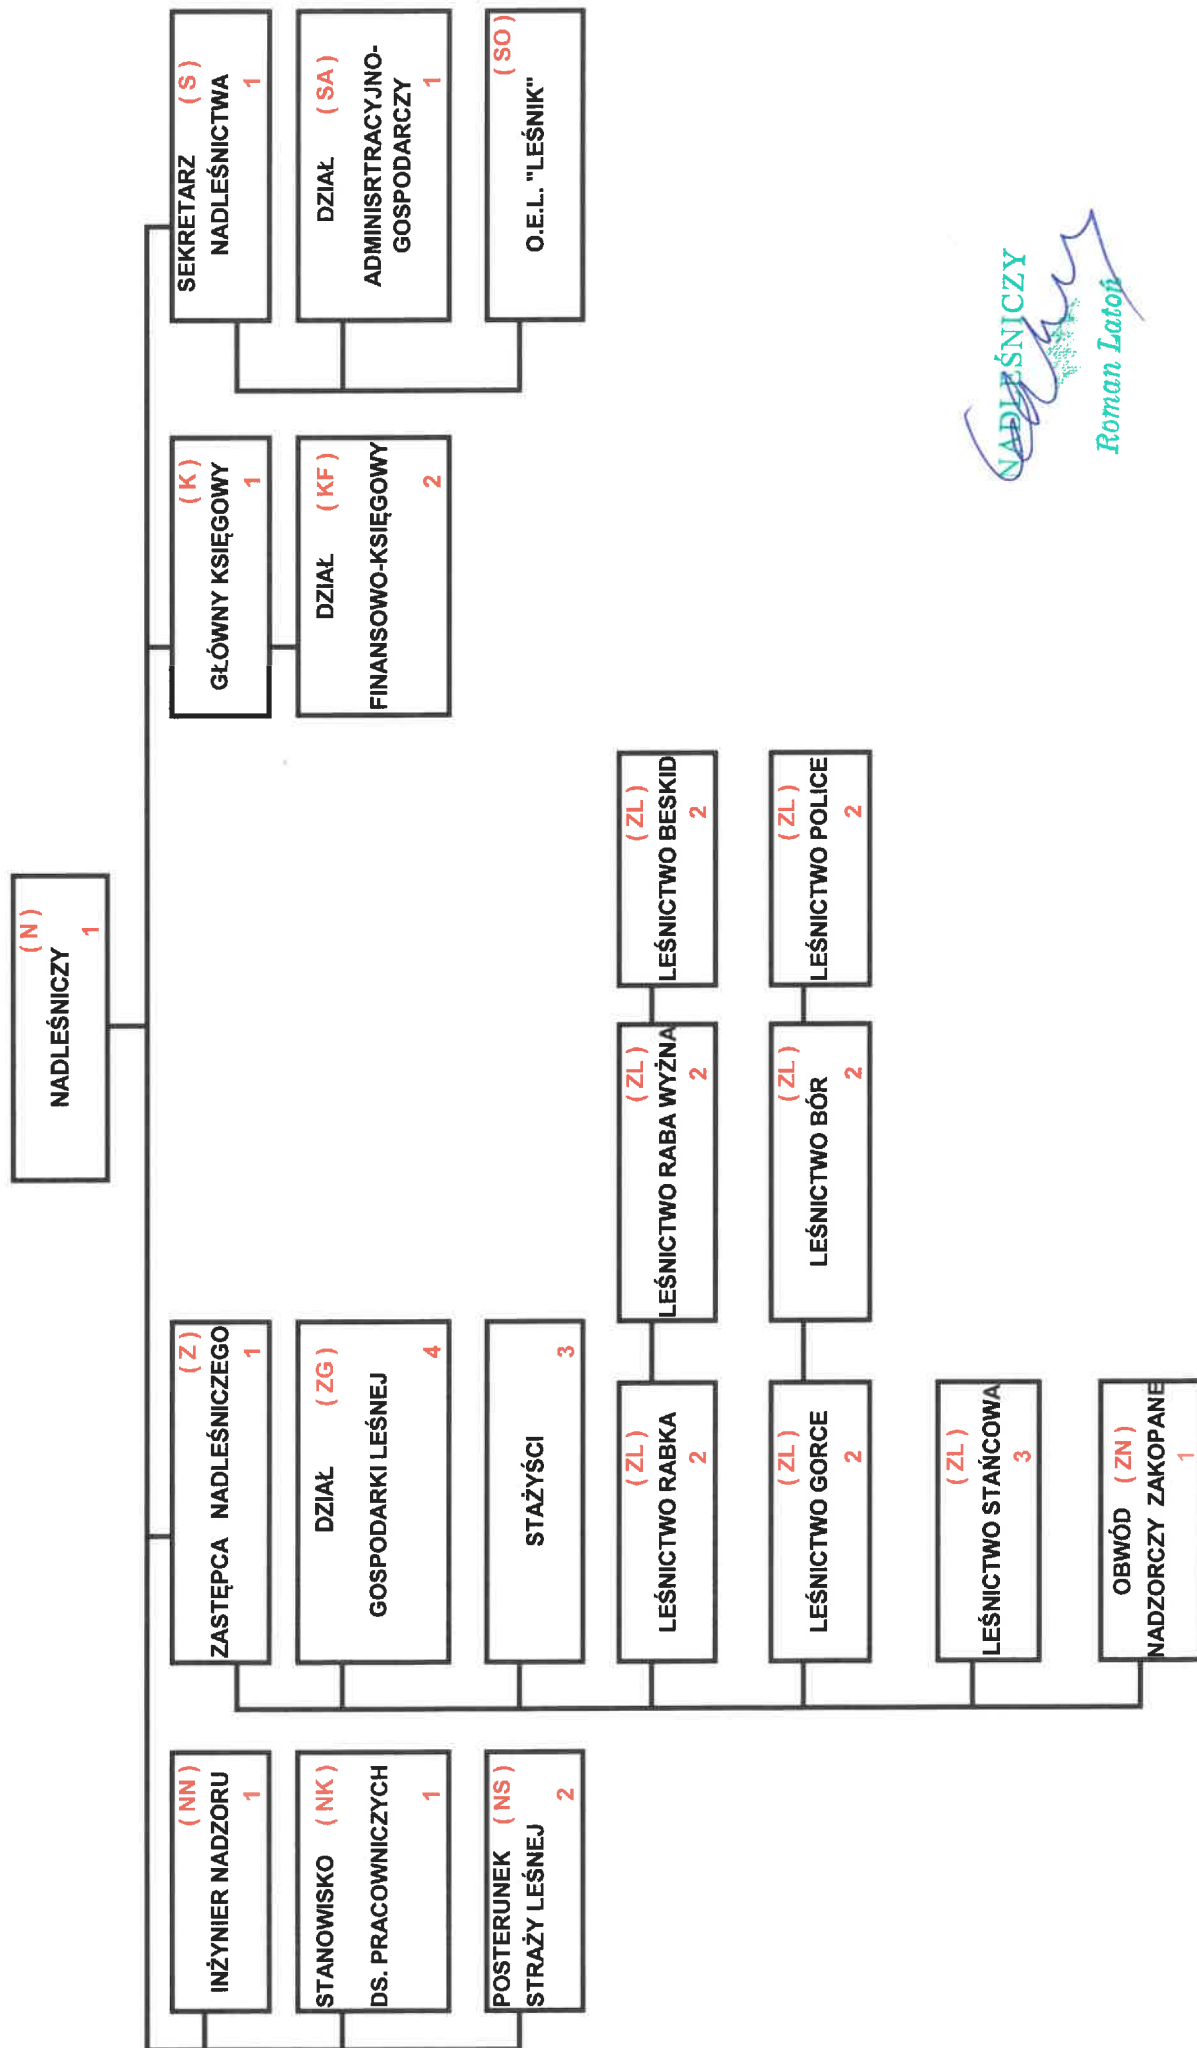 ( N )
NADLEŚNICZY
1
( NN )
INŻYNIER NADZORU
1
STANOWISKO ( NK )
DS. PRACOWNICZYCH
1
POSTERUNEK ( NS )
STRAŻY LEŚNEJ
2
( Z )
ZASTĘPCA NADLEŚNICZEGO
1
DZIAŁ ( ZG )
GOSPODARKI LEŚNEJ
4
STAŻYŚCI
3
( ZL )
LEŚNICTWO RABKA
2
( ZL )
LEŚNICTWO RABA WYŻNA
2
( ZL )
LEŚNICTWO BESKID
2
( ZL )
LEŚNICTWO GORCE
2
( ZL )
LEŚNICTWO BÓR
2
( ZL )
LEŚNICTWO POLICE
2
( ZL )
LEŚNICTWO STAŃCOWA
3
OBWÓD ( ZN )
NADZORCZY ZAKOPANE
1
( K )
GŁÓWNY KSIĘGOWY
1
DZIAŁ ( KF )
FINANSOWO-KSIĘGOWY
2
SEKRETARZ ( S )
NADLEŚNICTWA
1
DZIAŁ ( SA )
ADMINISRTRACYJNO-
GOSPODARCZY
1
( SO )
O.E.L. "LEŚNIK"
NADLEŚNICZY
Roman Latoń